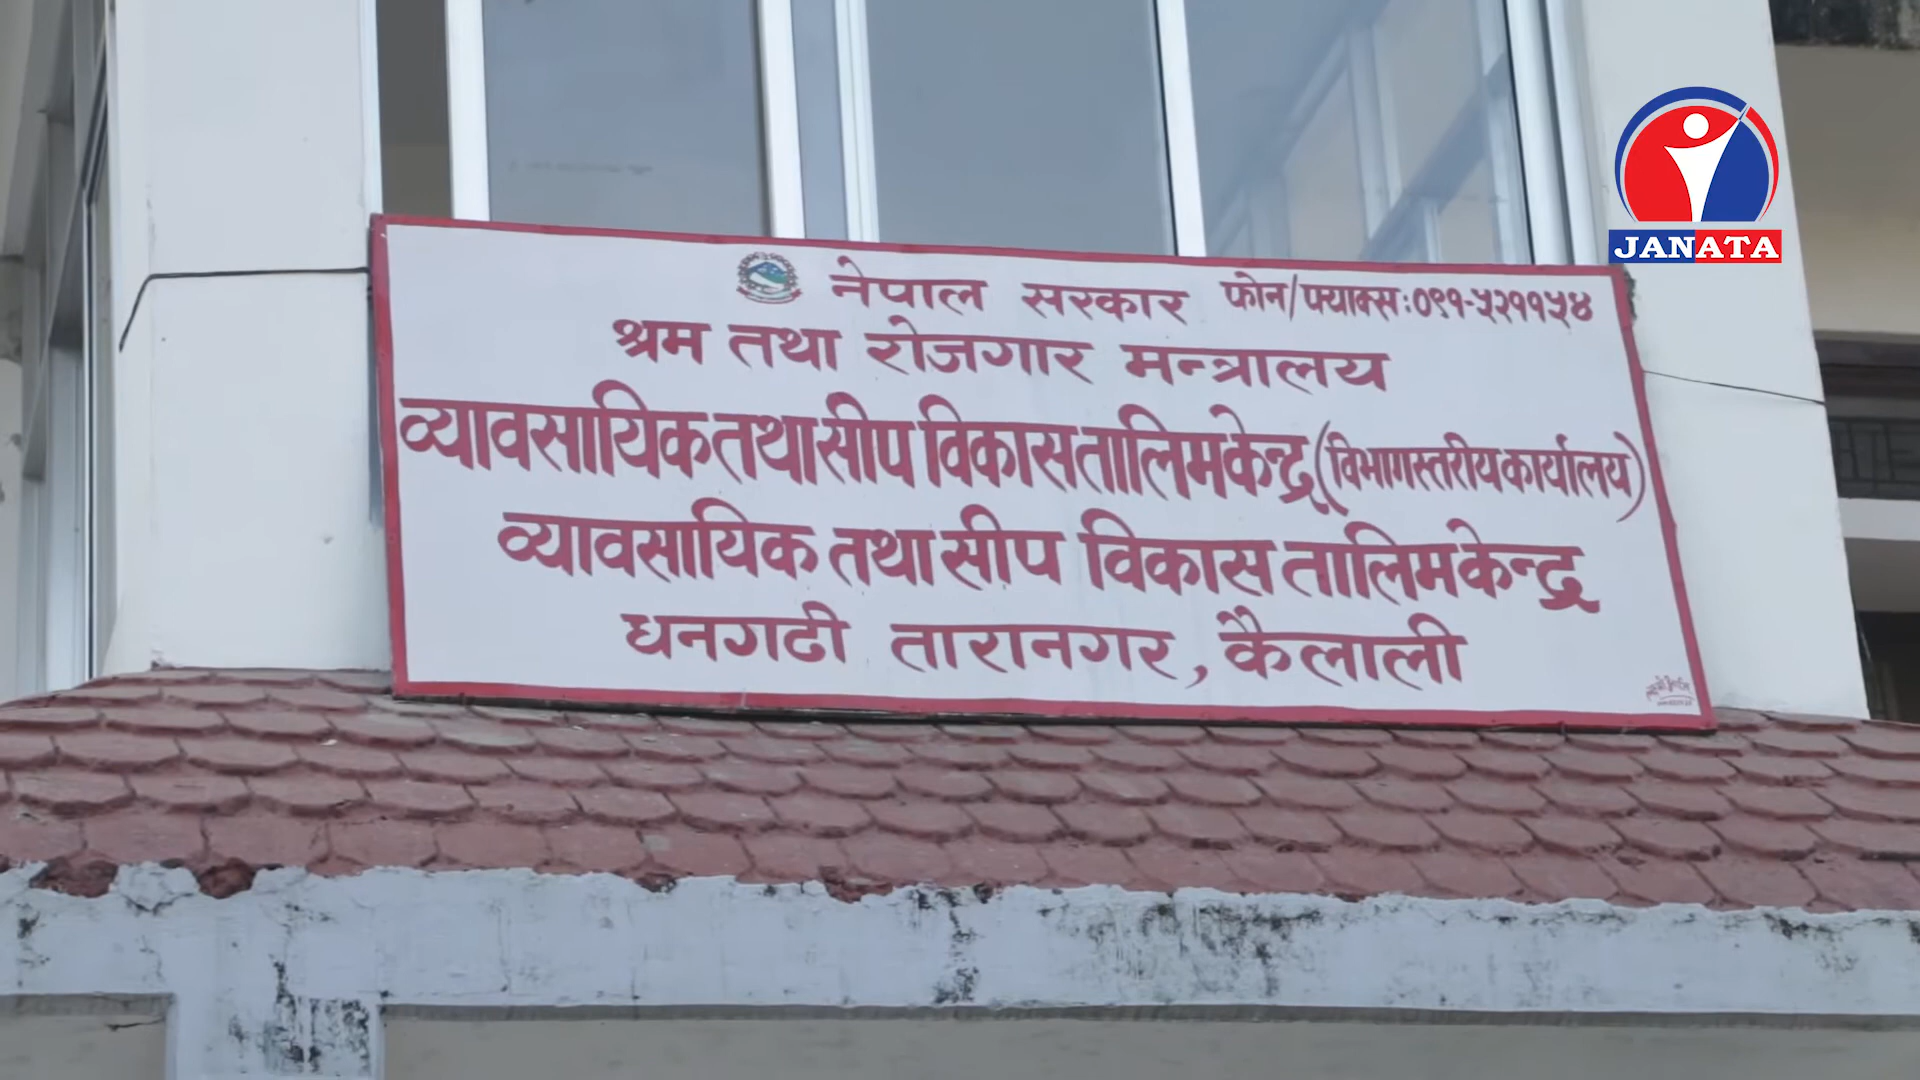 नेपाल सरकार फोन/फ्याक्स:०९१-५२११५४
श्रम तथा रोजगार मन्त्रालय
व्यावसायिक तथा सीप विकास तालिम केन्द्र (विभागस्तरीय कार्यालय)
व्यावसायिक तथा सीप विकास तालिम केन्द्र
धनगढी तारानगर, कैलाली
JANATA